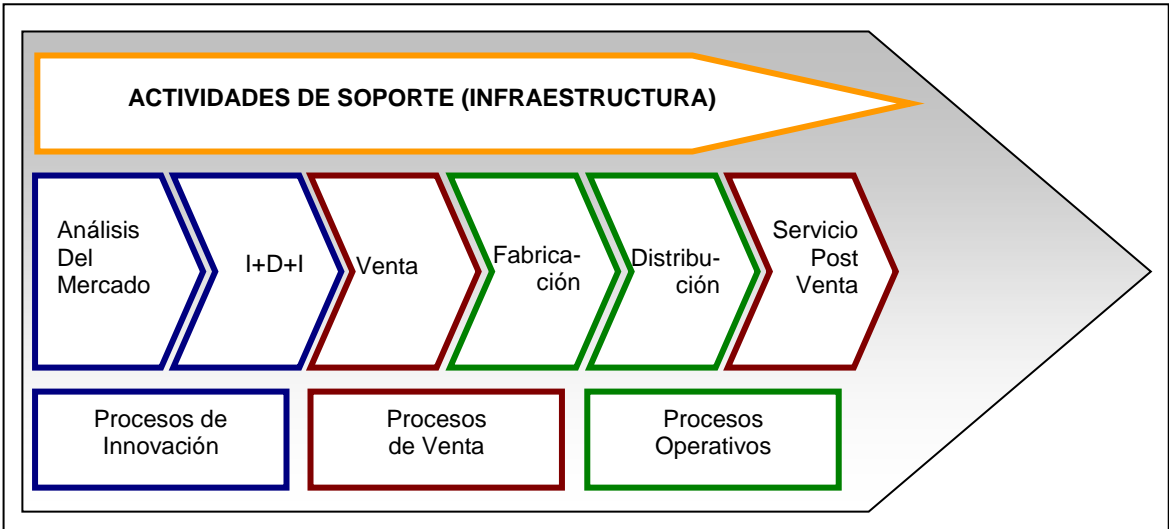 ACTIVIDADES DE SOPORTE (INFRAESTRUCTURA)
Análisis
Del
Mercado
I+D+I
Venta
Fabrica-
ción
Distribu-
ción
Servicio
Post
Venta
Procesos de
Innovación
Procesos
de Venta
Procesos
Operativos